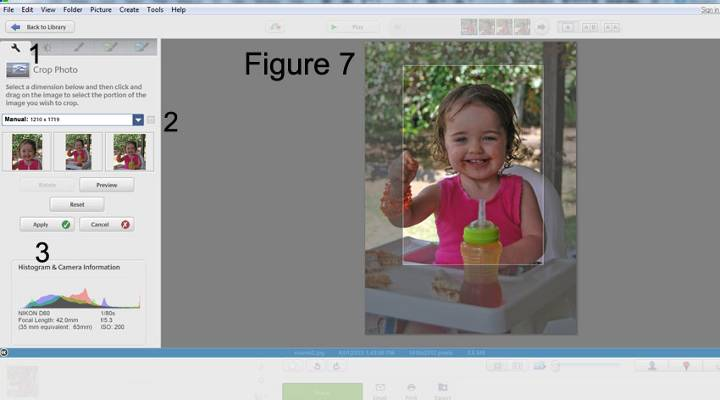 File Edit View Folder Picture Create Tools Help
Sign in
Back to Library
Play
1
Figure 7
Crop Photo
Select a dimension below and then click and
drag on the image to select the portion of the
image you wish to crop.
Manual: 1210 x 1719
2
Rotate
Preview
Reset
Apply
Cancel
3
Histogram & Camera Information
NIKON D80
1/80s
Focal Length: 42.0mm
f/5.3
(35 mm equivalent: 63mm)
ISO: 200
Email
Print
Export